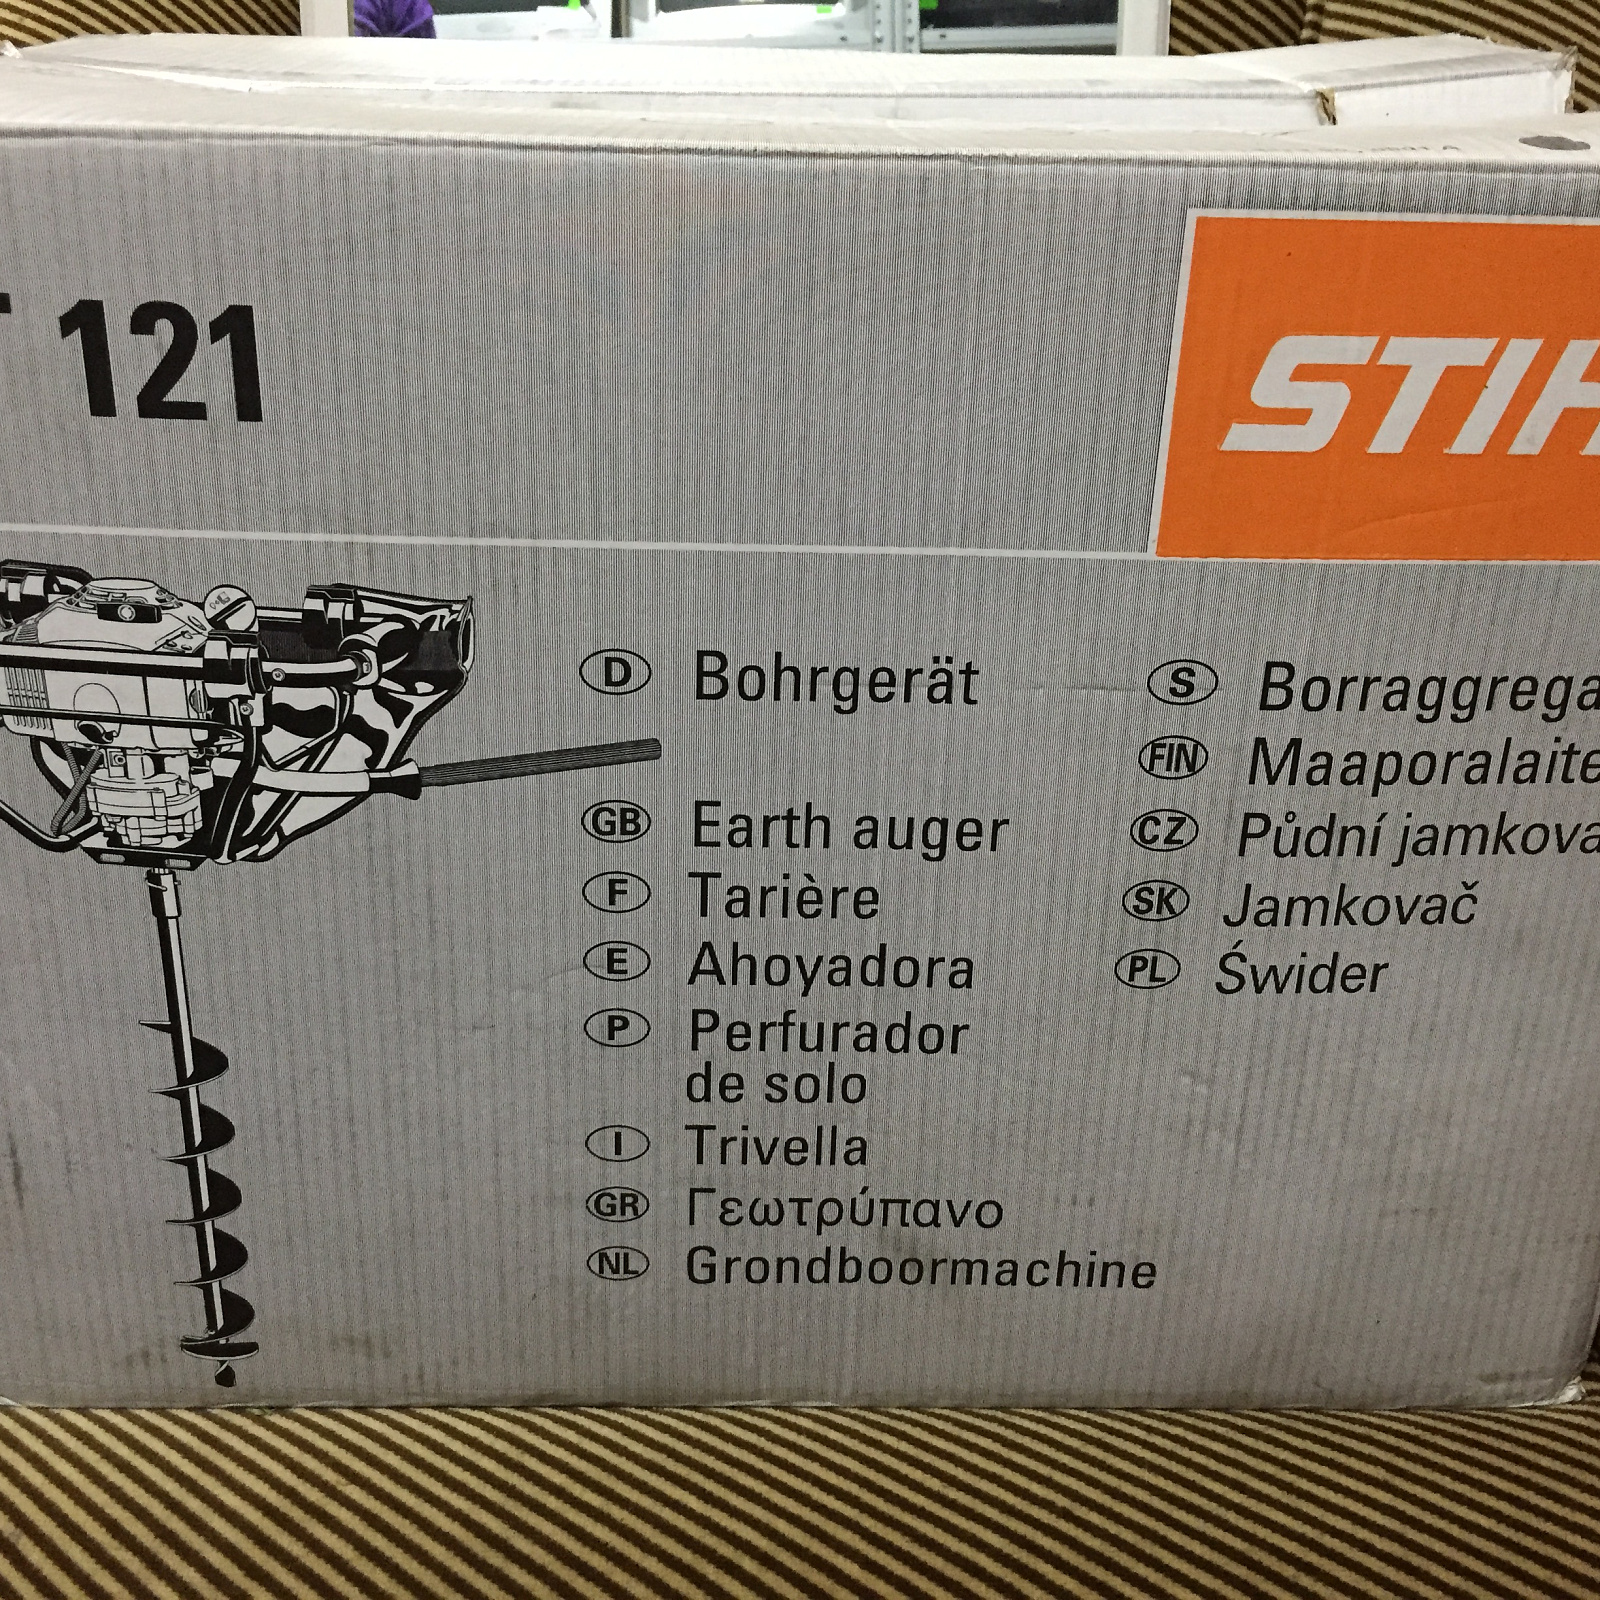 121
STIH
D Bohrgerät
GB Earth auger
F Tarière
E Ahoyadora
P Perfurador
de solo
I Trivella
GR Γεωτρύπανο
NL Grondboormachine
S Borraggrega
FIN Maaporalaite
CZ Půdní jamkova
SK Jamkovač
PL Świder